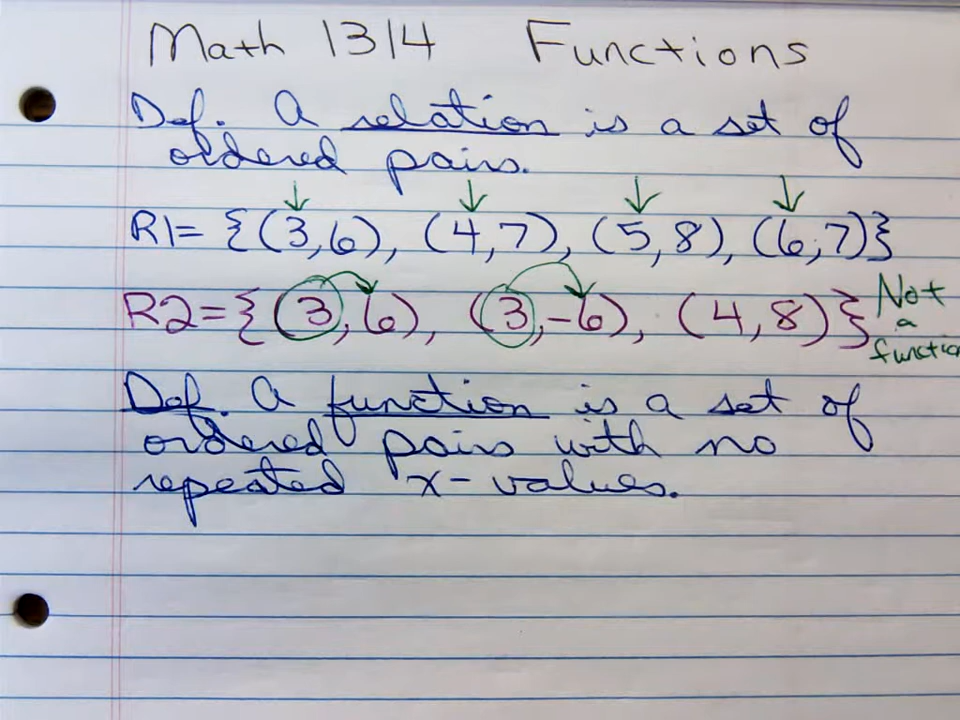 Math 1314 Functions
Def. A relation is a set of
ordered pairs.
R1= {(3,6), (4,7), (5,8), (6,7)}
R2={(3,6), (3,-6), (4,8)} Not
a
function
Def. A function is a set of
ordered pairs with no
repeated x-values.